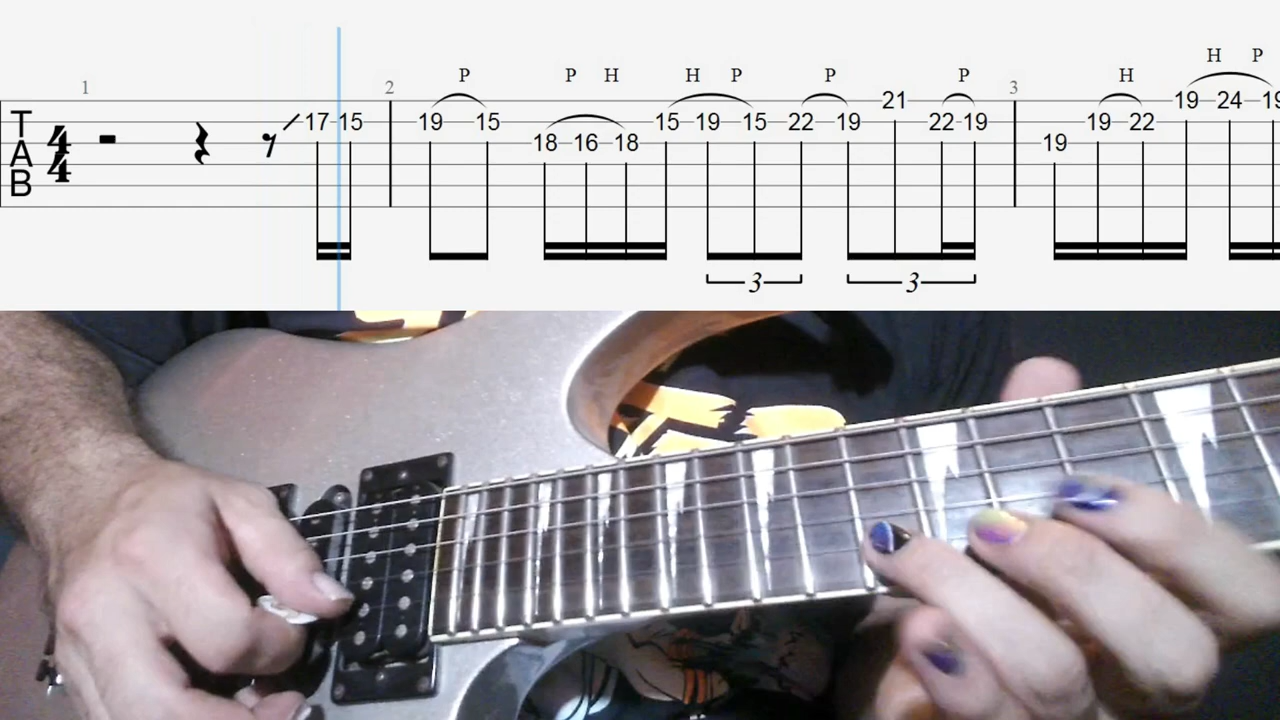 H P
1 2 P P H H P P P 3 H
19 24 19
T 4 17 15 19 15 15 19 15 22 19 21 22 19 19 22
A 4 18 16 18 19
B
3 3